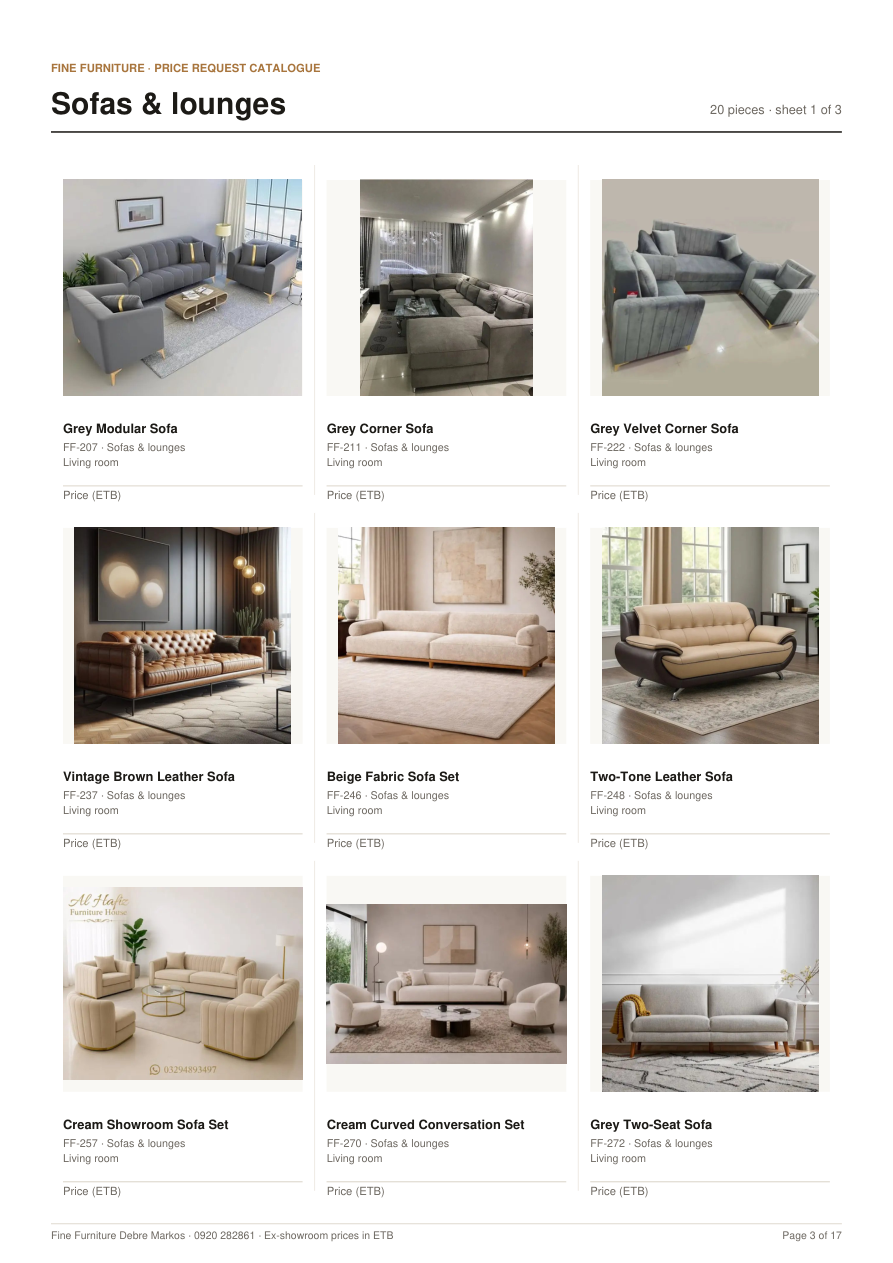 FINE FURNITURE · PRICE REQUEST CATALOGUE
Sofas & lounges
20 pieces · sheet 1 of 3
Grey Modular Sofa
FF-207 · Sofas & lounges
Living room
Price (ETB)
Grey Corner Sofa
FF-211 · Sofas & lounges
Living room
Price (ETB)
Grey Velvet Corner Sofa
FF-222 · Sofas & lounges
Living room
Price (ETB)
Vintage Brown Leather Sofa
FF-237 · Sofas & lounges
Living room
Price (ETB)
Beige Fabric Sofa Set
FF-246 · Sofas & lounges
Living room
Price (ETB)
Two-Tone Leather Sofa
FF-248 · Sofas & lounges
Living room
Price (ETB)
Al Hafiz
Furniture House
03294893497
Cream Showroom Sofa Set
FF-257 · Sofas & lounges
Living room
Price (ETB)
Cream Curved Conversation Set
FF-270 · Sofas & lounges
Living room
Price (ETB)
Grey Two-Seat Sofa
FF-272 · Sofas & lounges
Living room
Price (ETB)
Fine Furniture Debre Markos · 0920 282861 · Ex-showroom prices in ETB
Page 3 of 17